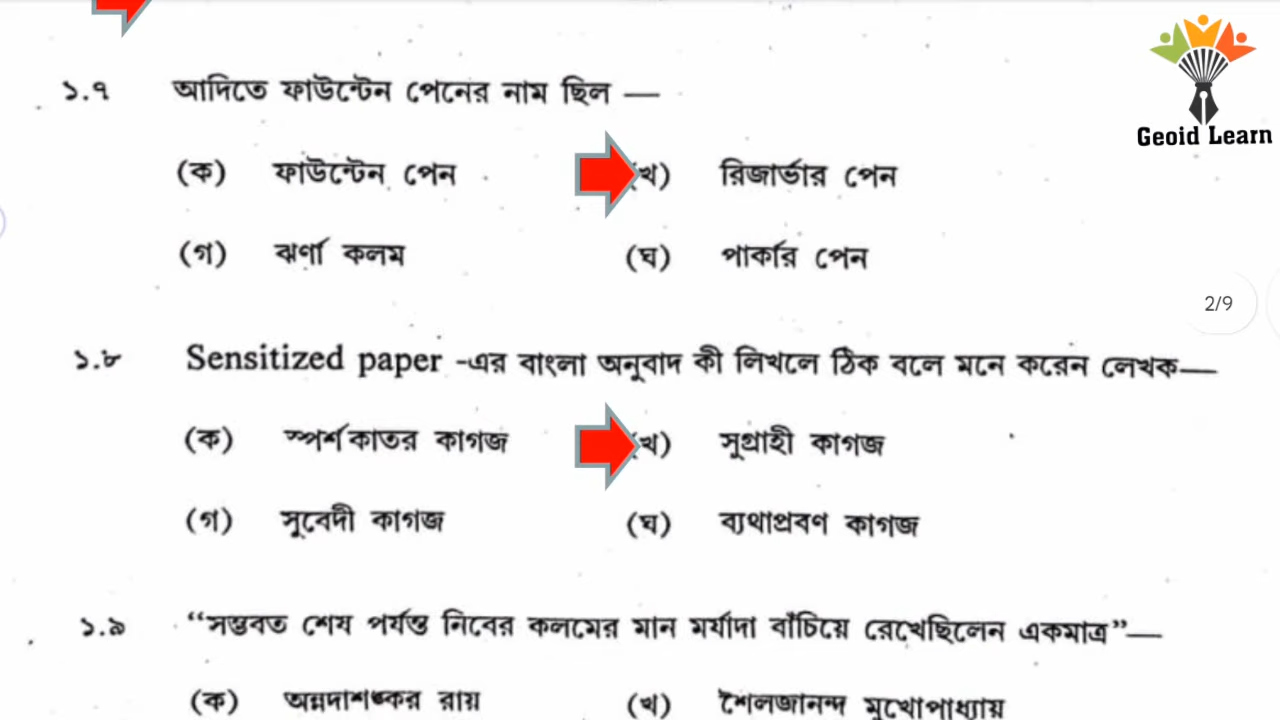 Geoid Learn
১.৭ আদিতে ফাউন্টেন পেনের নাম ছিল —
(ক) ফাউন্টেন পেন (খ) রিজার্ভার পেন
(গ) ঝর্ণা কলম (ঘ) পার্কার পেন
2/9
১.৮ Sensitized paper -এর বাংলা অনুবাদ কী লিখলে ঠিক বলে মনে করেন লেখক—
(ক) স্পর্শকাতর কাগজ (খ) সুগ্রাহী কাগজ
(গ) সুবেদী কাগজ (ঘ) ব্যথাপ্রবণ কাগজ
১.৯ “সম্ভবত শেষ পর্যন্ত নিবের কলমের মান মর্যাদা বাঁচিয়ে রেখেছিলেন একমাত্র”—
(ক) অন্নদাশঙ্কর রায় (খ) শৈলজানন্দ মুখোপাধ্যায়